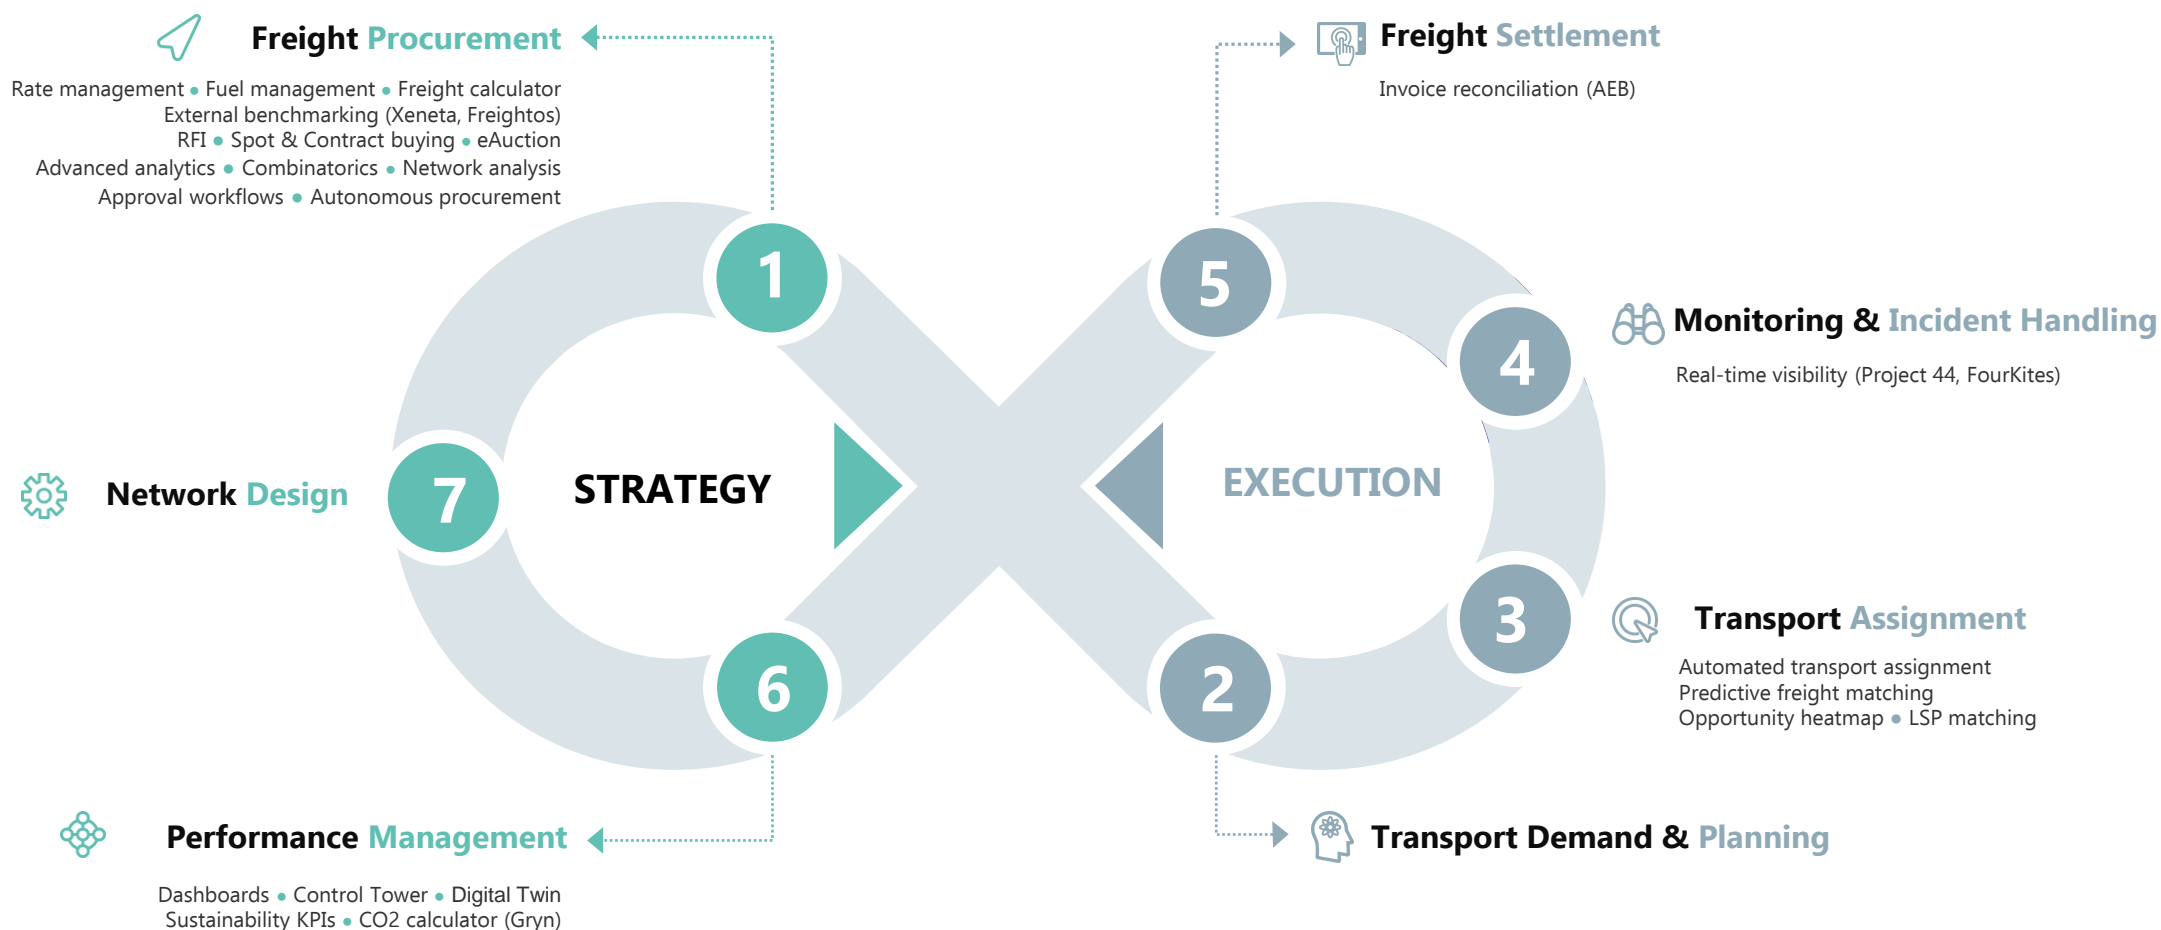 Freight Procurement
Rate management • Fuel management • Freight calculator
External benchmarking (Xeneta, Freightos)
RFI • Spot & Contract buying • eAuction
Advanced analytics • Combinatorics • Network analysis
Approval workflows • Autonomous procurement
Freight Settlement
Invoice reconciliation (AEB)
1
5
Monitoring & Incident Handling
4
Real-time visibility (Project 44, FourKites)
Network Design
7
STRATEGY
EXECUTION
3
Transport Assignment
Automated transport assignment
Predictive freight matching
Opportunity heatmap • LSP matching
6
2
Performance Management
Dashboards • Control Tower • Digital Twin
Sustainability KPIs • CO2 calculator (Gryn)
Transport Demand & Planning